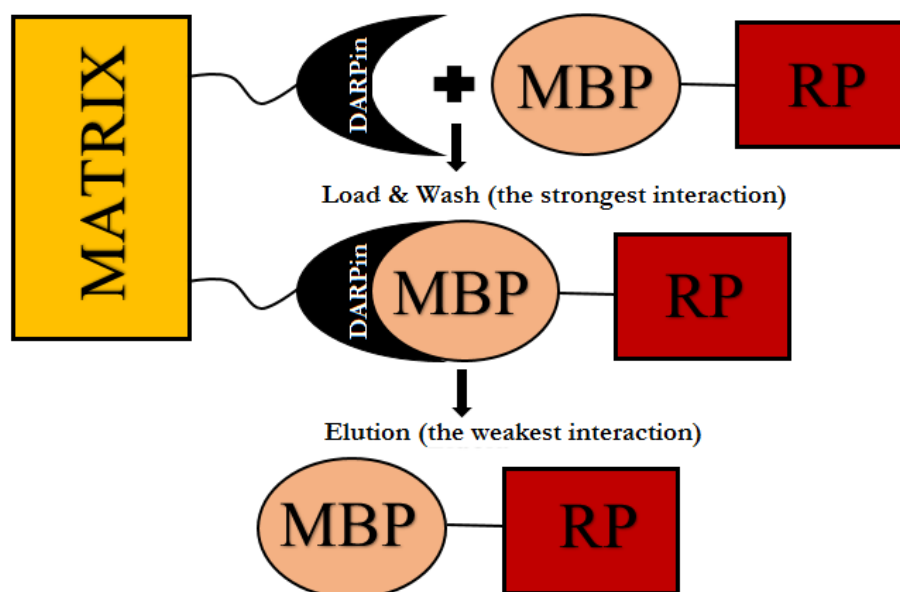 MATRIX
DARPin
MBP
RP
Load & Wash (the strongest interaction)
DARPin
MBP
RP
Elution (the weakest interaction)
MBP
RP